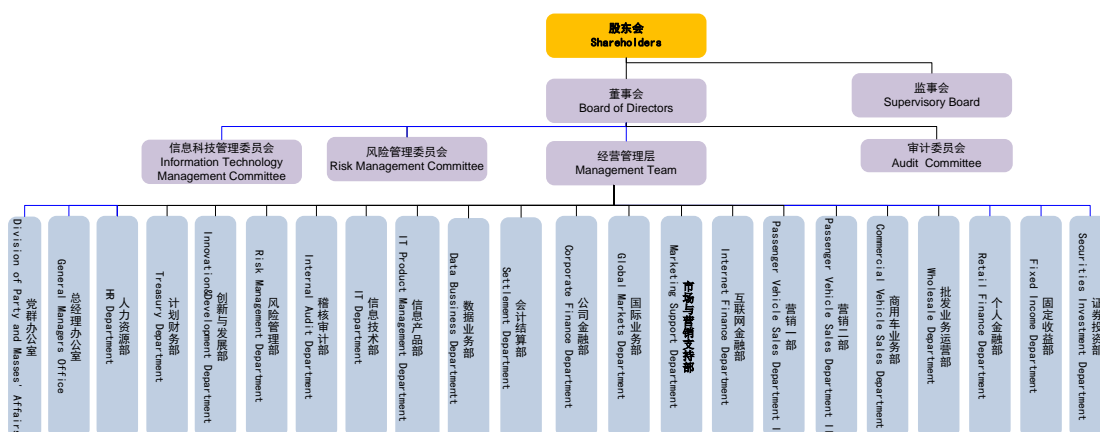 股东会
Shareholders
董事会
Board of Directors
监事会
Supervisory Board
信息科技管理委员会
Information Technology
Management Committee
风险管理委员会
Risk Management Committee
经营管理层
Management Team
审计委员会
Audit Committee
党群办公室
Division of Party and Masses' Affairs
总经理办公室
General Managers Office
人力资源部
HR Department
计划财务部
Treasury Department
创新与发展部
Innovation&Development Department
风险管理部
Risk Management Department
稽核审计部
Internal Audit Department
信息技术部
IT Department
信息产品部
IT Product Management Department
数据业务部
Data Bussiness Departmentt
会计结算部
Settlement Department
公司金融部
Corporate Finance Department
国际业务部
Global Markets Department
市场与营销支持部
Marketing Support Department
互联网金融部
Internet Finance Department
营销一部
Passenger Vehicle Sales Department I
营销二部
Passenger Vehicle Sales Department II
商用车业务部
Commercial Vehicle Sales Department
批发业务运营部
Wholesale Department
个人金融部
Retail Finance Department
固定收益部
Fixed Income Department
证券投资部
Securities Investment Department